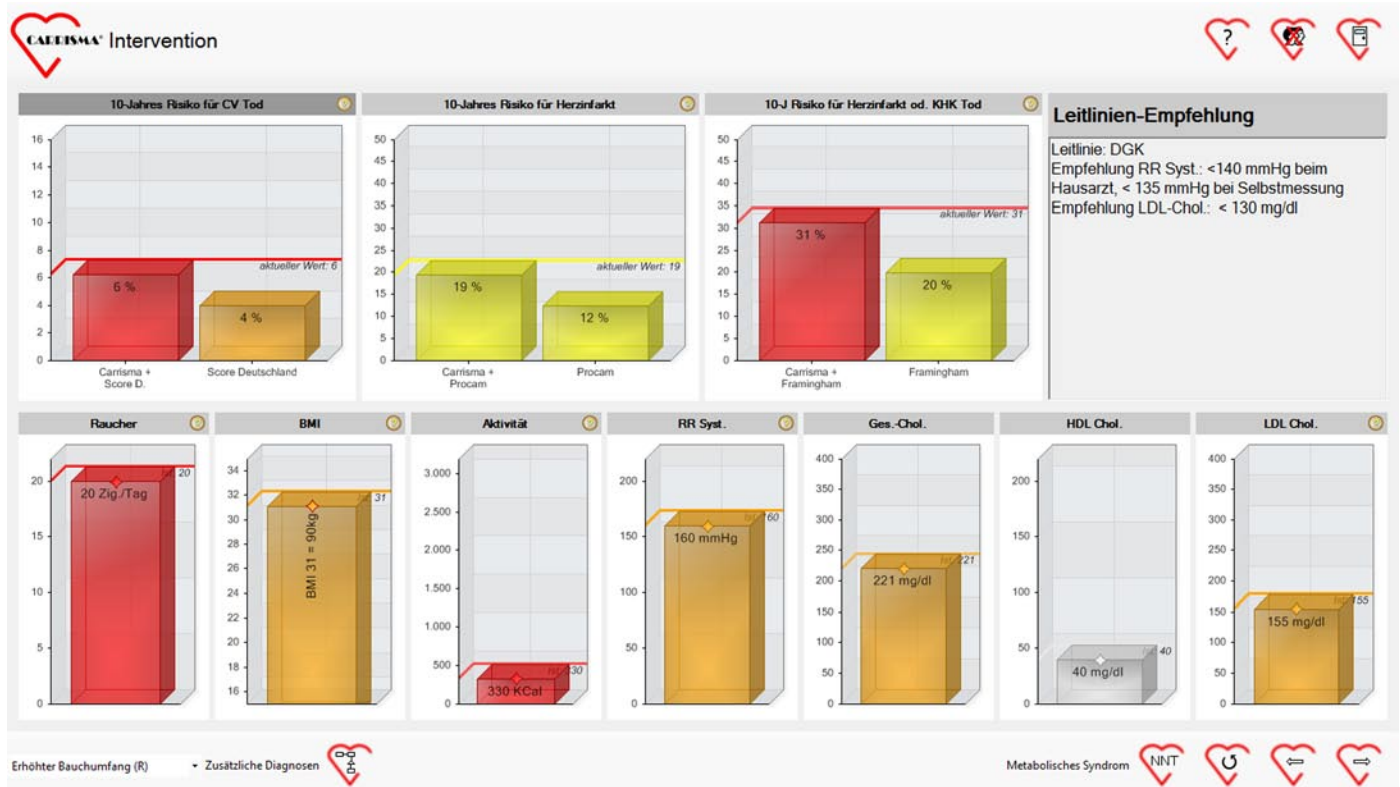 CARRISMA® Intervention
?
10-Jahres Risiko für CV Tod
16
14
12
10
8
6
4
2
0
aktueller Wert: 6
6 %
4 %
Carrisma +
Score D.
Score Deutschland
10-Jahres Risiko für Herzinfarkt
50
45
40
35
30
25
20
15
10
5
0
aktueller Wert: 19
19 %
12 %
Carrisma +
Procam
Procam
10-J Risiko für Herzinfarkt od. KHK Tod
50
45
40
35
30
25
20
15
10
5
0
aktueller Wert: 31
31 %
20 %
Carrisma +
Framingham
Framingham
Leitlinien-Empfehlung
Leitlinie: DGK
Empfehlung RR Syst.: <140 mmHg beim
Hausarzt, < 135 mmHg bei Selbstmessung
Empfehlung LDL-Chol.: < 130 mg/dl
Raucher
20
15
10
5
0
20
20 Zig./Tag
BMI
34
32
30
28
26
24
22
20
18
16
31
BMI 31 = 90kg
Aktivität
3.000
2.500
2.000
1.500
1.000
500
0
330 KCal
RR Syst.
200
150
100
50
0
160 mmHg
Ges.-Chol.
400
350
300
250
200
150
100
50
0
221
221 mg/dl
HDL Chol.
200
150
100
50
0
40
40 mg/dl
LDL Chol.
400
350
300
250
200
150
100
50
0
155
155 mg/dl
Erhöhter Bauchumfang (R)
Zusätzliche Diagnosen
Metabolisches Syndrom
NNT